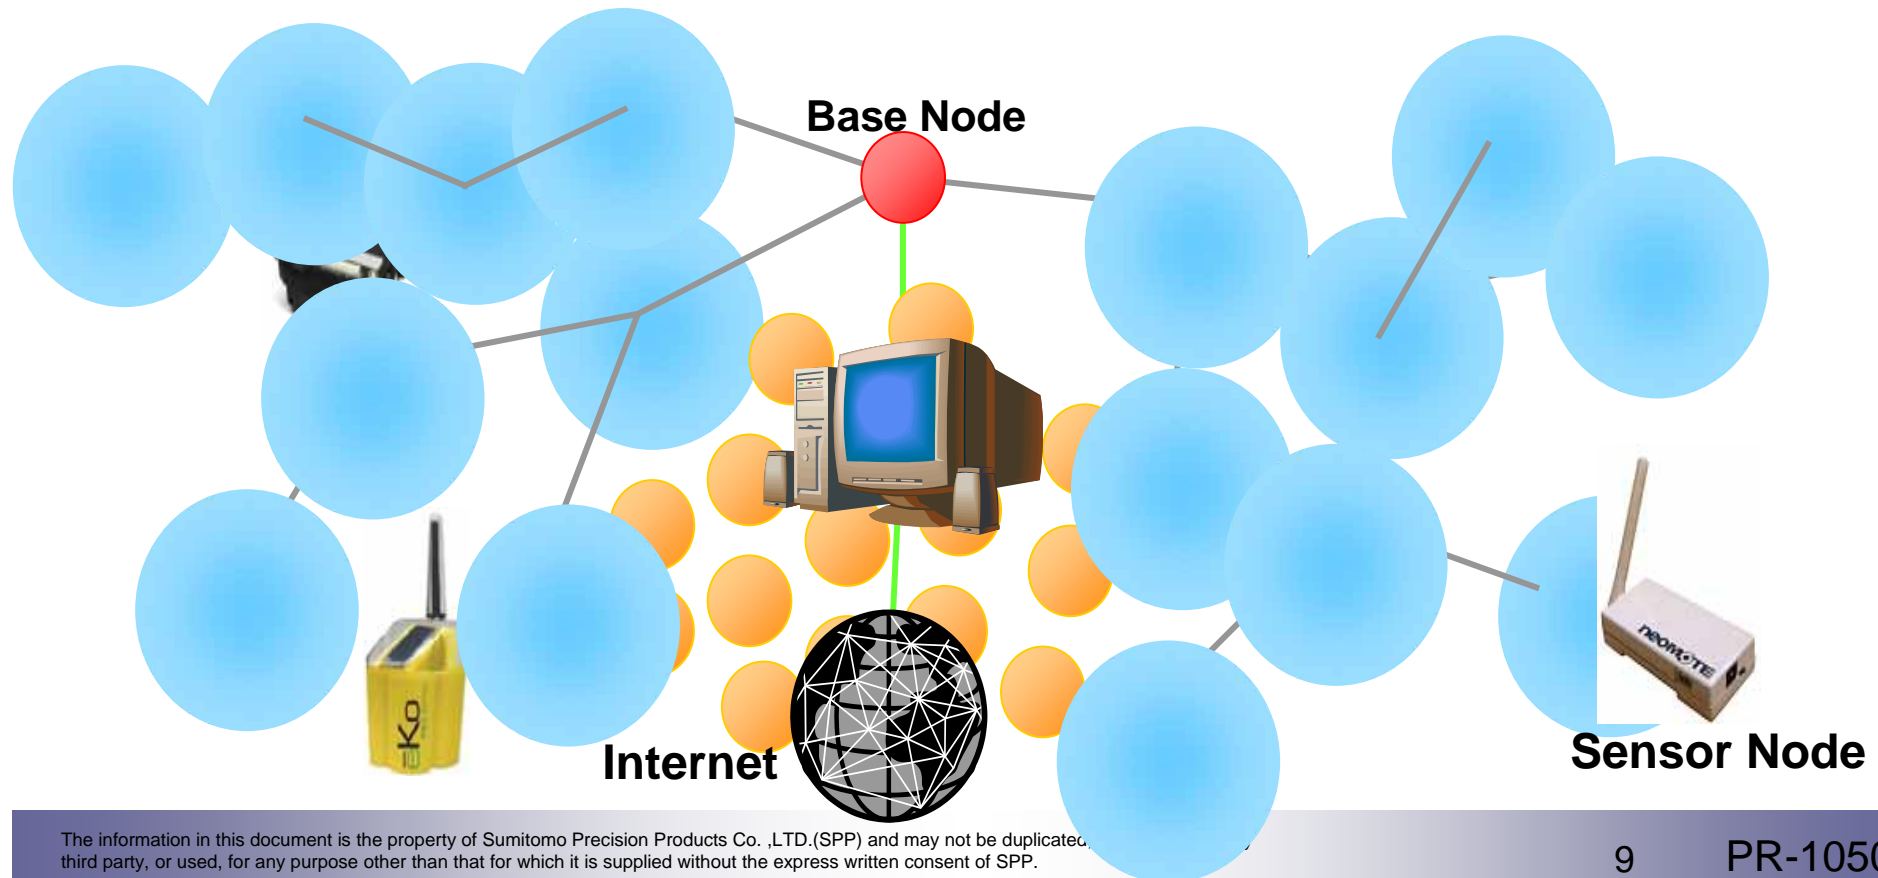 Base Node
neomote
eKo
Internet
Sensor Node
The information in this document is the property of Sumitomo Precision Products Co. ,LTD.(SPP) and may not be duplicated,
third party, or used, for any purpose other than that for which it is supplied without the express written consent of SPP.
9
PR-1050